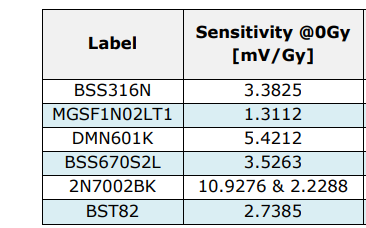 Label Sensitivity @0Gy
[mV/Gy]
BSS316N 3.3825
MGSF1N02LT1 1.3112
DMN601K 5.4212
BSS670S2L 3.5263
2N7002BK 10.9276 & 2.2288
BST82 2.7385